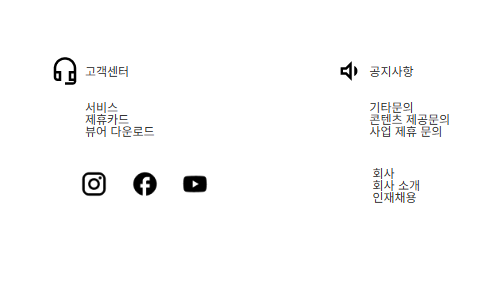 고객센터
서비스
제휴카드
뷰어 다운로드
공지사항
기타문의
콘텐츠 제공문의
사업 제휴 문의
회사
회사 소개
인재채용